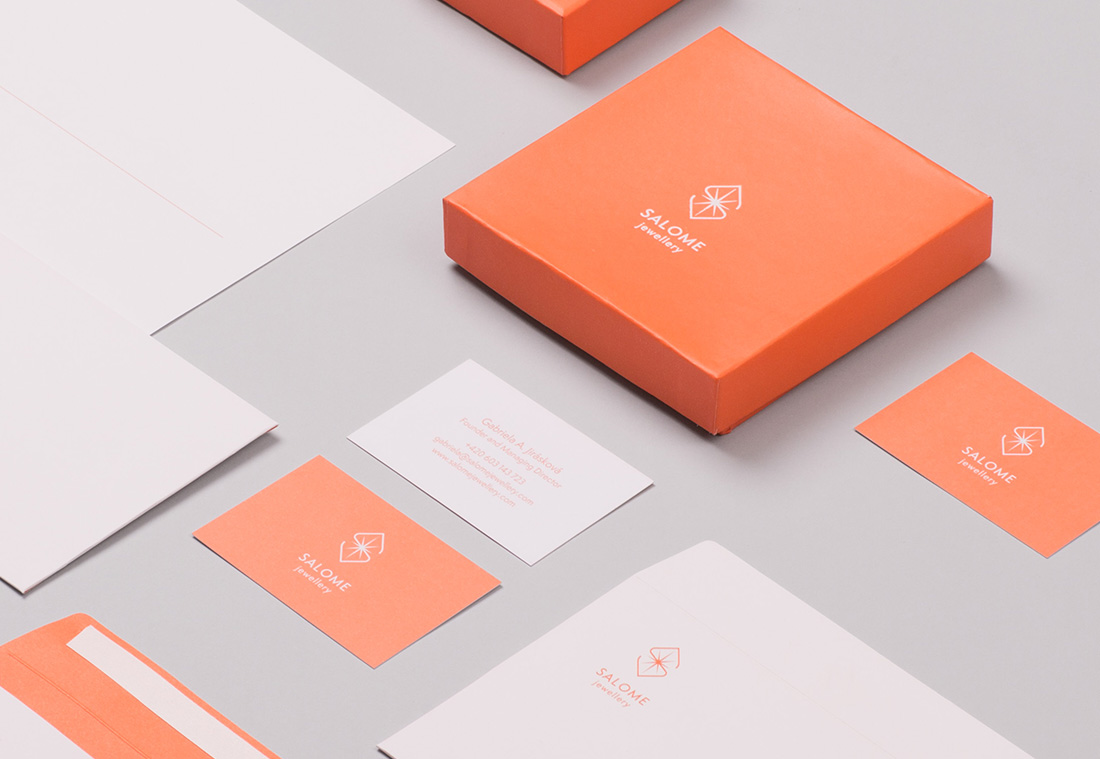 SALOME
jewellery
Gabriela A. Jirásková
Founder and Managing Director
+420 603 143 723
gabriela@salomejewellery.com
www.salomejewellery.com
SALOME
jewellery
SALOME
jewellery
SALOME
jewellery